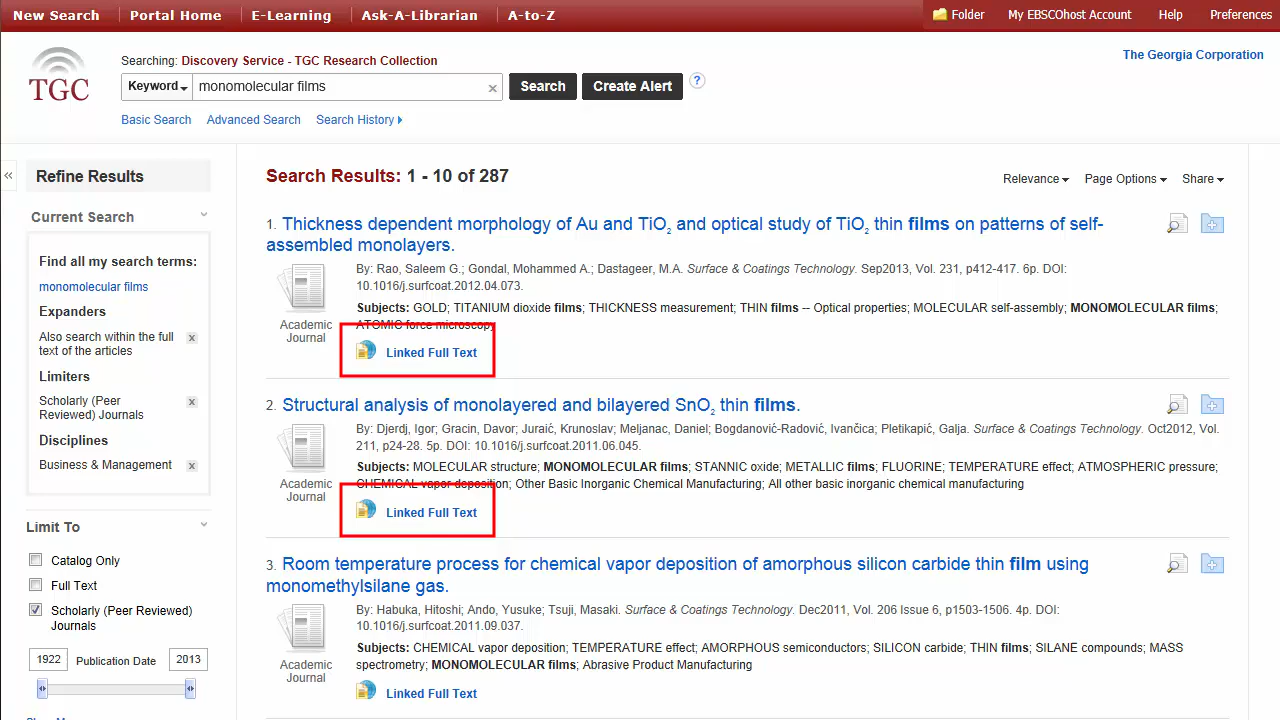 New Search Portal Home E-Learning Ask-A-Librarian A-to-Z Folder My EBSCOhost Account Help Preferences
TGC
Searching: Discovery Service - TGC Research Collection
The Georgia Corporation
Keyword monomolecular films × Search Create Alert ?
Basic Search Advanced Search Search History
«
Refine Results
Current Search
Find all my search terms:
monomolecular films
Expanders
Also search within the full x
text of the articles
Limiters
Scholarly (Peer x
Reviewed) Journals
Disciplines
Business & Management x
Limit To
Catalog Only
Full Text
Scholarly (Peer Reviewed)
Journals
1922 Publication Date 2013
Search Results: 1 - 10 of 287
Relevance Page Options Share
1. Thickness dependent morphology of Au and TiO2 and optical study of TiO2 thin films on patterns of self-
assembled monolayers.
Academic
Journal
By: Rao, Saleem G.; Gondal, Mohammed A.; Dastageer, M.A. Surface & Coatings Technology. Sep2013, Vol. 231, p412-417. 6p. DOI:
10.1016/j.surfcoat.2012.04.073.
Subjects: GOLD; TITANIUM dioxide films; THICKNESS measurement; THIN films -- Optical properties; MOLECULAR self-assembly; MONOMOLECULAR films;
ATOMIC force microscopy
Linked Full Text
2. Structural analysis of monolayered and bilayered SnO2 thin films.
Academic
Journal
By: Djerdj, Igor; Gracin, Davor; Juraić, Krunoslav; Meljanac, Daniel; Bogdanović-Radović, Ivančica; Pletikapić, Galja. Surface & Coatings Technology. Oct2012, Vol.
211, p24-28. 5p. DOI: 10.1016/j.surfcoat.2011.06.045.
Subjects: MOLECULAR structure; MONOMOLECULAR films; STANNIC oxide; METALLIC films; FLUORINE; TEMPERATURE effect; ATMOSPHERIC pressure;
CHEMICAL vapor deposition; Other Basic Inorganic Chemical Manufacturing; All other basic inorganic chemical manufacturing
Linked Full Text
3. Room temperature process for chemical vapor deposition of amorphous silicon carbide thin film using
monomethylsilane gas.
Academic
Journal
By: Habuka, Hitoshi; Ando, Yusuke; Tsuji, Masaki. Surface & Coatings Technology. Dec2011, Vol. 206 Issue 6, p1503-1506. 4p. DOI:
10.1016/j.surfcoat.2011.09.037.
Subjects: CHEMICAL vapor deposition; TEMPERATURE effect; AMORPHOUS semiconductors; SILICON carbide; THIN films; SILANE compounds; MASS
spectrometry; MONOMOLECULAR films; Abrasive Product Manufacturing
Linked Full Text